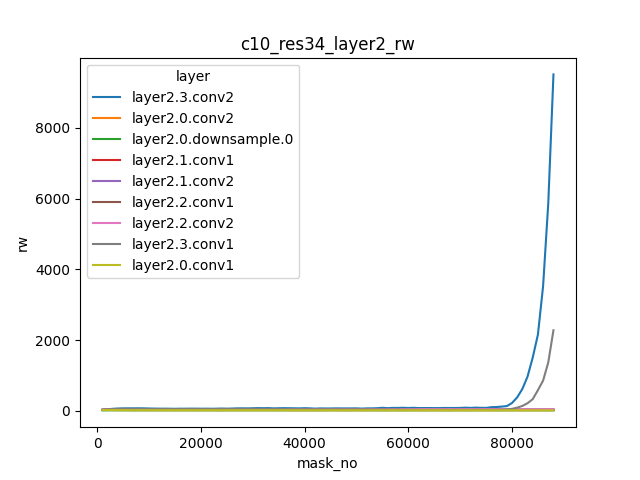 c10_res34_layer2_rw
layer
layer2.3.conv2
layer2.0.conv2
layer2.0.downsample.0
layer2.1.conv1
layer2.1.conv2
layer2.2.conv1
layer2.2.conv2
layer2.3.conv1
layer2.0.conv1
rw
8000
6000
4000
2000
0
0
20000
40000
60000
80000
mask_no